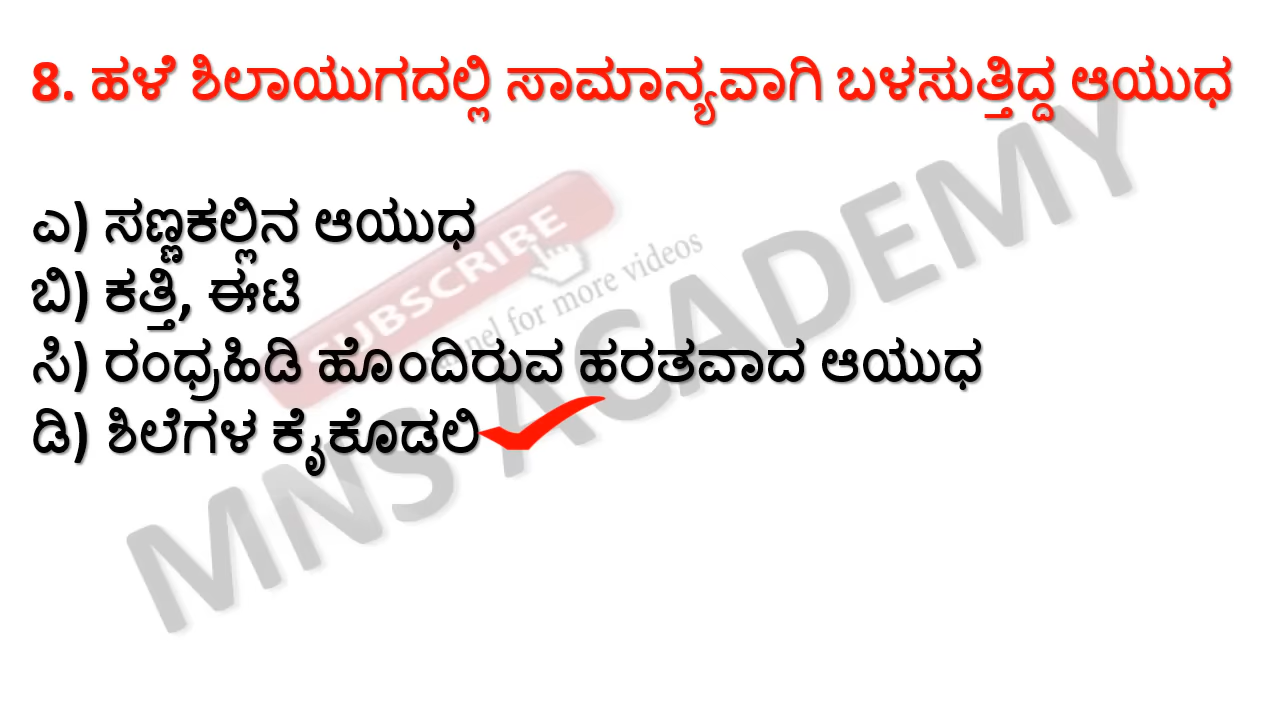 8. ಹಳೆ ಶಿಲಾಯುಗದಲ್ಲಿ ಸಾಮಾನ್ಯವಾಗಿ ಬಳಸುತ್ತಿದ್ದ ಆಯುಧ
ಎ) ಸಣ್ಣಕಲ್ಲಿನ ಆಯುಧ
ಬಿ) ಕತ್ತಿ, ಈಟಿ
ಸಿ) ರಂಧ್ರಹಿಡಿ ಹೊಂದಿರುವ ಹರತವಾದ ಆಯುಧ
ಡಿ) ಶಿಲೆಗಳ ಕೈಕೊಡಲಿ
SUBSCRIBE
for more videos
MNS ACADEMY